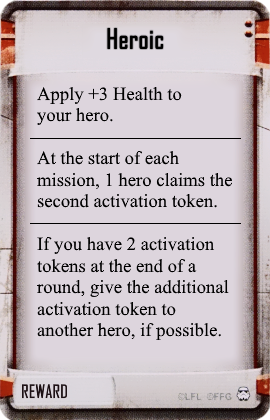 Heroic
Apply +3 Health to
your hero.
At the start of each
mission, 1 hero claims the
second activation token.
If you have 2 activation
tokens at the end of a
round, give the additional
activation token to
another hero, if possible.
REWARD
©LFL ©FFG